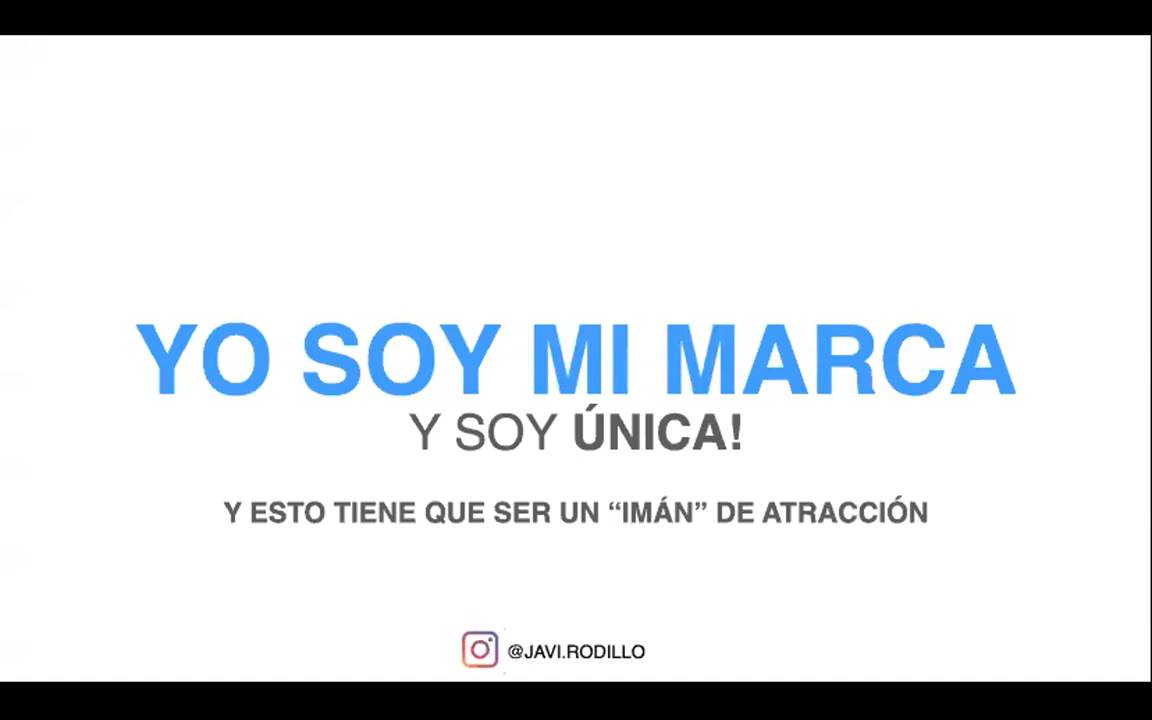 YO SOY MI MARCA
Y SOY ÚNICA!
Y ESTO TIENE QUE SER UN “IMÁN” DE ATRACCIÓN
@JAVI.RODILLO